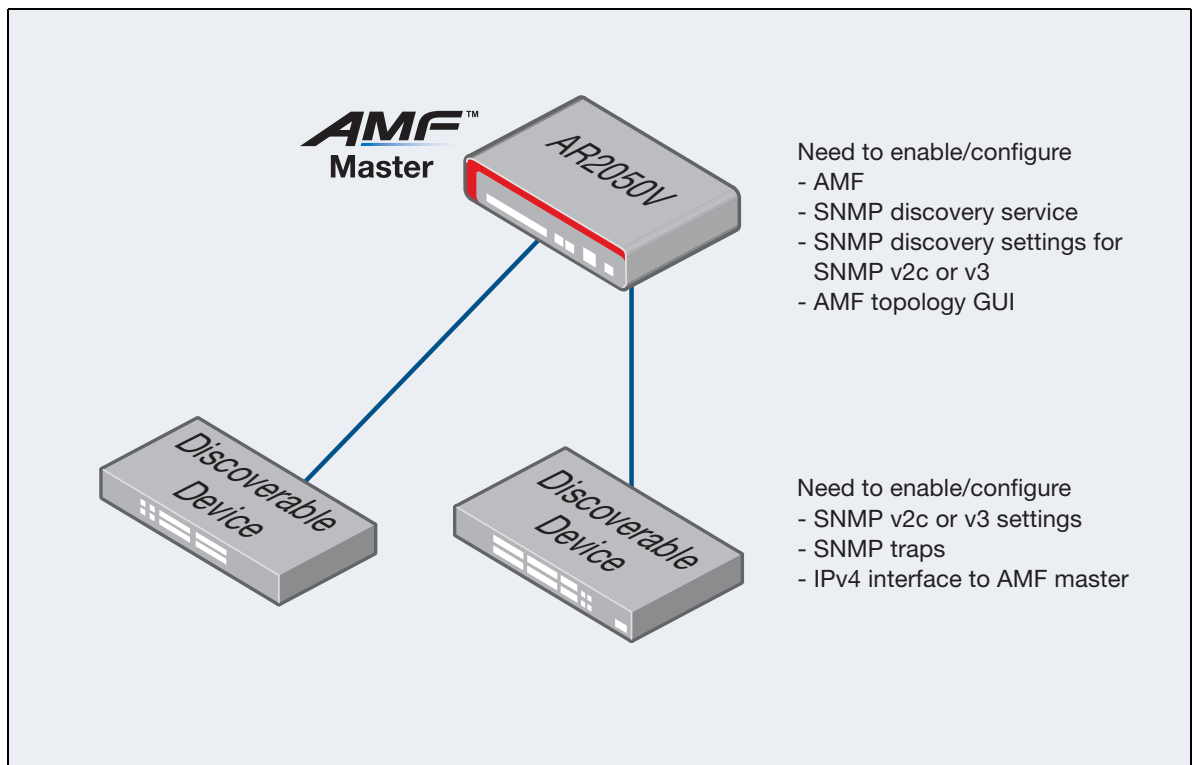 AMF™
Master
AR2050V
Need to enable/configure
- AMF
- SNMP discovery service
- SNMP discovery settings for
SNMP v2c or v3
- AMF topology GUI
Discoverable
Device
Discoverable
Device
Need to enable/configure
- SNMP v2c or v3 settings
- SNMP traps
- IPv4 interface to AMF master